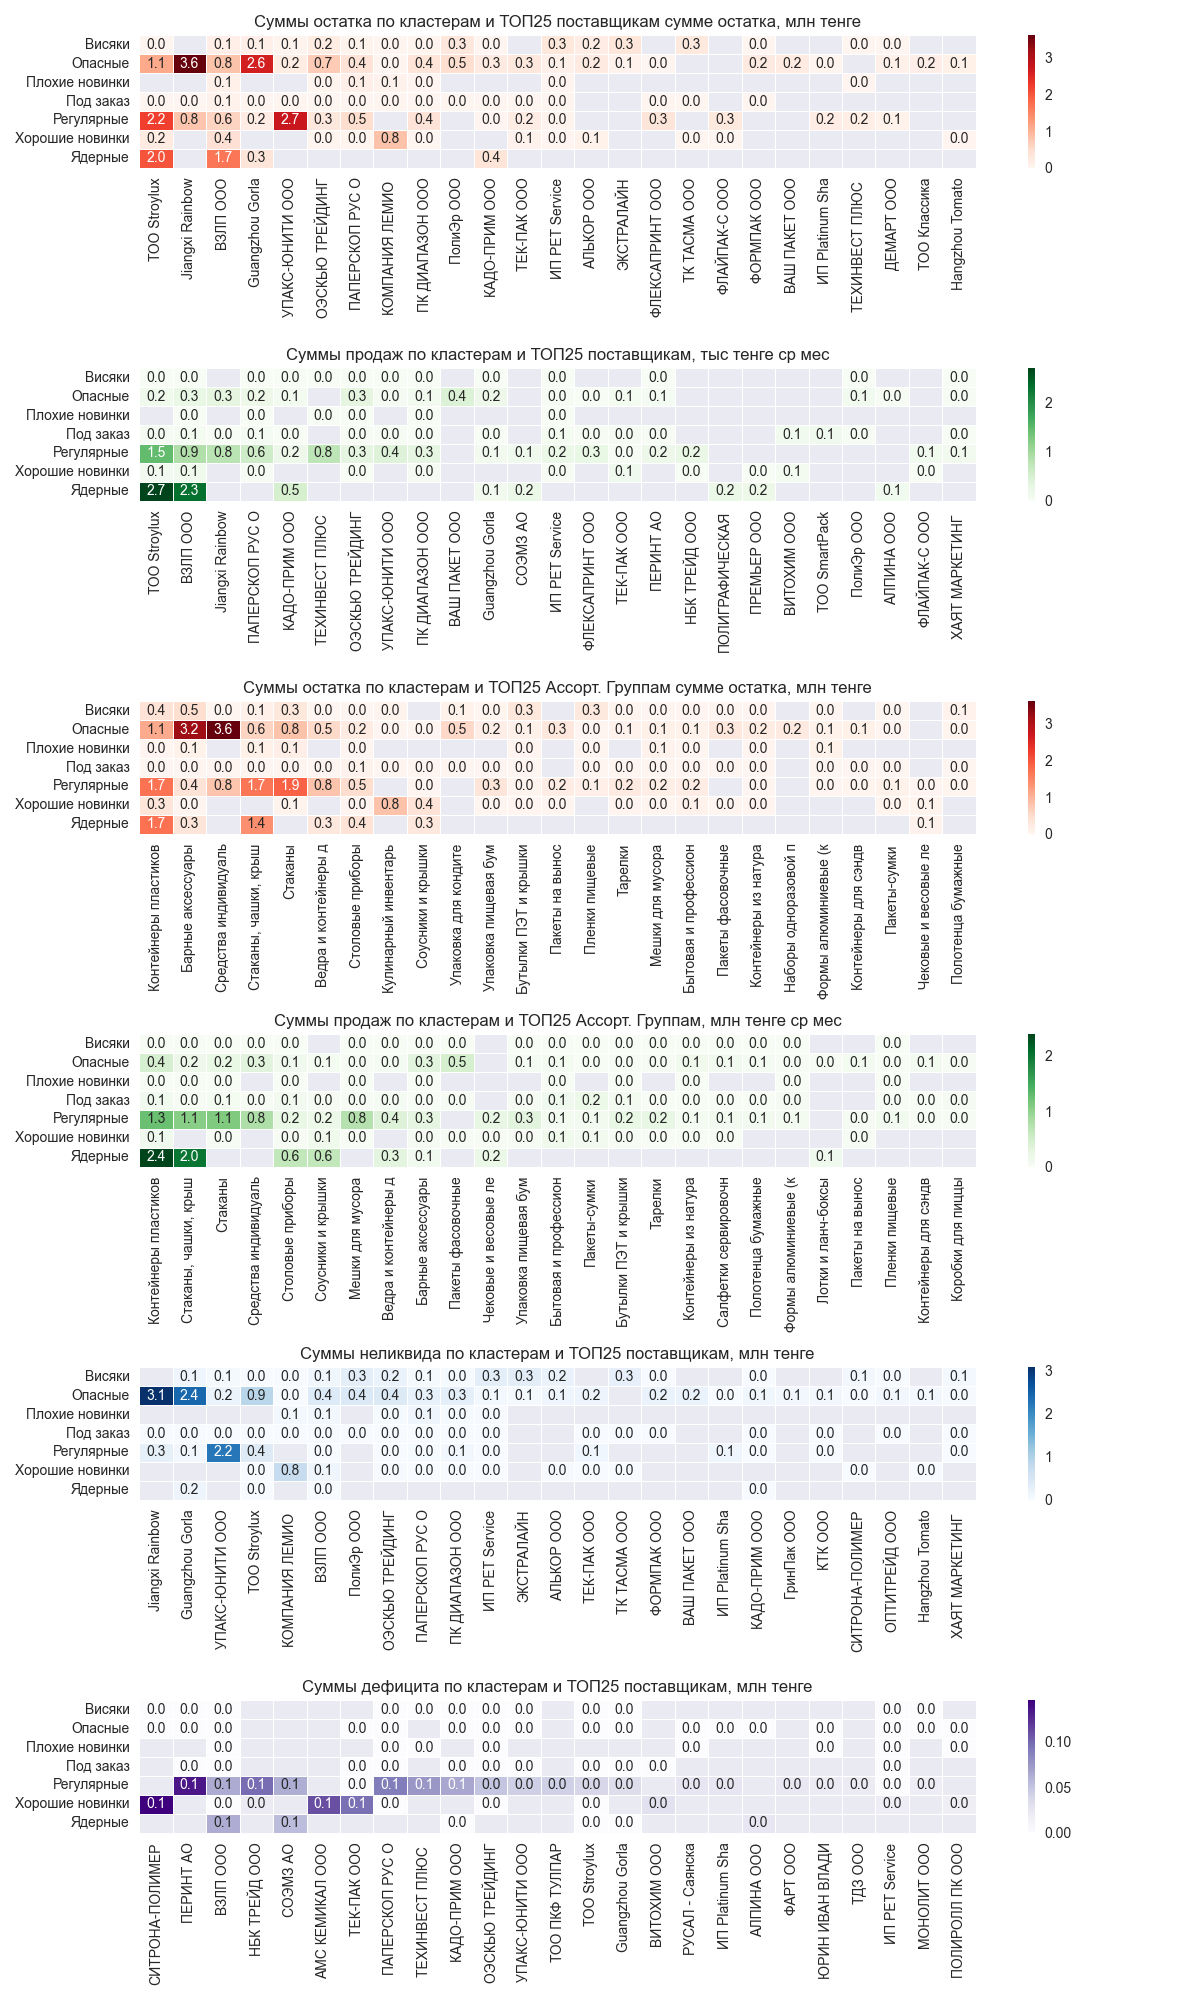 Суммы остатка по кластерам и ТОП25 поставщикам сумме остатка, млн тенге
Висяки 0.0 0.1 0.1 0.1 0.2 0.1 0.0 0.0 0.3 0.0 0.3 0.2 0.3 0.3 0.0 0.0 0.0
Опасные 1.1 3.6 0.8 2.6 0.2 0.7 0.4 0.0 0.4 0.5 0.3 0.3 0.1 0.2 0.1 0.0 0.2 0.2 0.0 0.1 0.2 0.1
Плохие новинки 0.1 0.0 0.1 0.1 0.0 0.0 0.0
Под заказ 0.0 0.0 0.1 0.0 0.0 0.0 0.0 0.0 0.0 0.0 0.0 0.0 0.0 0.0 0.0 0.0
Регулярные 2.2 0.8 0.6 0.2 2.7 0.3 0.5 0.4 0.0 0.2 0.0 0.3 0.3 0.2 0.2 0.1
Хорошие новинки 0.2 0.4 0.0 0.0 0.8 0.0 0.1 0.0 0.1 0.0 0.0 0.0
Ядерные 2.0 1.7 0.3 0.4
3
2
1
0
ТОО Stroylux
Jiangxi Rainbow
ВЗЛП ООО
Guangzhou Gorla
УПАКС-ЮНИТИ ООО
ОЭСКЬЮ ТРЕЙДИНГ
ПАПЕРСКОП РУС О
КОМПАНИЯ ЛЕМИО
ПК ДИАПАЗОН ООО
ПолиЭр ООО
КАДО-ПРИМ ООО
ТЕК-ПАК ООО
ИП PET Service
АЛЬКОР ООО
ЭКСТРАЛАЙН
ФЛЕКСАПРИНТ ООО
ТК ТАСМА ООО
ФЛАЙПАК-С ООО
ФОРМПАК ООО
ВАШ ПАКЕТ ООО
ИП Platinum Sha
ТЕХИНВЕСТ ПЛЮС
ДЕМАРТ ООО
ТОО Классика
Hangzhou Tomato
Суммы продаж по кластерам и ТОП25 поставщикам, тыс тенге ср мес
Висяки 0.0 0.0 0.0 0.0 0.0 0.0 0.0 0.0 0.0 0.0 0.0 0.0 0.0
Опасные 0.2 0.3 0.3 0.2 0.1 0.3 0.0 0.1 0.4 0.2 0.0 0.0 0.1 0.1 0.1 0.0 0.0
Плохие новинки 0.0 0.0 0.0 0.0 0.0 0.0
Под заказ 0.0 0.1 0.0 0.1 0.0 0.0 0.0 0.0 0.0 0.1 0.0 0.0 0.0 0.1 0.1 0.0 0.0
Регулярные 1.5 0.9 0.8 0.6 0.2 0.8 0.3 0.4 0.3 0.1 0.1 0.2 0.3 0.0 0.2 0.2 0.1 0.1
Хорошие новинки 0.1 0.1 0.0 0.0 0.0 0.0 0.1 0.0 0.0 0.1 0.0
Ядерные 2.7 2.3 0.5 0.1 0.2 0.2 0.2 0.1
2
1
0
ТОО Stroylux
ВЗЛП ООО
Jiangxi Rainbow
ПАПЕРСКОП РУС О
КАДО-ПРИМ ООО
ТЕХИНВЕСТ ПЛЮС
ОЭСКЬЮ ТРЕЙДИНГ
УПАКС-ЮНИТИ ООО
ПК ДИАПАЗОН ООО
ВАШ ПАКЕТ ООО
Guangzhou Gorla
СОЭМЗ АО
ИП PET Service
ФЛЕКСАПРИНТ ООО
ТЕК-ПАК ООО
ПЕРИНТ АО
НБК ТРЕЙД ООО
ПОЛИГРАФИЧЕСКАЯ
ПРЕМЬЕР ООО
ВИТОХИМ ООО
ТОО SmartPack
ПолиЭр ООО
АЛПИНА ООО
ФЛАЙПАК-С ООО
ХАЯТ МАРКЕТИНГ
Суммы остатка по кластерам и ТОП25 Ассорт. Группам сумме остатка, млн тенге
Висяки 0.4 0.5 0.0 0.1 0.3 0.0 0.0 0.0 0.1 0.0 0.3 0.3 0.0 0.0 0.0 0.0 0.0 0.0 0.0 0.1
Опасные 1.1 3.2 3.6 0.6 0.8 0.5 0.2 0.0 0.0 0.5 0.2 0.1 0.3 0.0 0.1 0.1 0.1 0.3 0.2 0.2 0.1 0.1 0.0 0.0
Плохие новинки 0.0 0.1 0.1 0.1 0.0 0.0 0.0 0.1 0.0 0.0 0.1
Под заказ 0.0 0.0 0.0 0.0 0.0 0.0 0.1 0.0 0.0 0.0 0.0 0.0 0.0 0.0 0.0 0.0 0.0 0.0 0.0 0.0 0.0 0.0
Регулярные 1.7 0.4 0.8 1.7 1.9 0.8 0.5 0.0 0.3 0.0 0.2 0.1 0.2 0.2 0.2 0.0 0.0 0.0 0.1 0.0 0.0
Хорошие новинки 0.3 0.0 0.1 0.0 0.8 0.4 0.0 0.0 0.0 0.0 0.0 0.1 0.0 0.0 0.0 0.1
Ядерные 1.7 0.3 1.4 0.3 0.4 0.3 0.1
3
2
1
0
Контейнеры пластиков
Барные аксессуары
Средства индивидуаль
Стаканы, чашки, крыш
Стаканы
Ведра и контейнеры д
Столовые приборы
Кулинарный инвентарь
Соусники и крышки
Упаковка для кондите
Упаковка пищевая бум
Бутылки ПЭТ и крышки
Пакеты на вынос
Пленки пищевые
Тарелки
Мешки для мусора
Бытовая и профессион
Пакеты фасовочные
Контейнеры из натура
Наборы одноразовой п
Формы алюминиевые (к
Контейнеры для сэндв
Пакеты-сумки
Чековые и весовые ле
Полотенца бумажные
Суммы продаж по кластерам и ТОП25 Ассорт. Группам, млн тенге ср мес
Висяки 0.0 0.0 0.0 0.0 0.0 0.0 0.0 0.0 0.0 0.0 0.0 0.0 0.0 0.0 0.0 0.0 0.0 0.0 0.0
Опасные 0.4 0.2 0.2 0.3 0.1 0.1 0.0 0.0 0.3 0.5 0.1 0.1 0.0 0.0 0.0 0.1 0.1 0.1 0.0 0.0 0.1 0.0 0.1 0.0
Плохие новинки 0.0 0.0 0.0 0.0 0.0 0.0 0.0 0.0 0.0 0.0 0.0
Под заказ 0.1 0.0 0.1 0.0 0.1 0.0 0.0 0.0 0.0 0.0 0.0 0.1 0.2 0.1 0.0 0.0 0.0 0.0 0.0 0.0 0.0 0.0 0.0
Регулярные 1.3 1.1 1.1 0.8 0.2 0.2 0.8 0.4 0.3 0.2 0.3 0.1 0.1 0.2 0.2 0.1 0.1 0.1 0.1 0.0 0.1 0.0 0.0
Хорошие новинки 0.1 0.0 0.0 0.1 0.0 0.0 0.0 0.0 0.0 0.1 0.1 0.0 0.0 0.0 0.0 0.0
Ядерные 2.4 2.0 0.6 0.6 0.3 0.1 0.2 0.1
2
1
0
Контейнеры пластиков
Стаканы, чашки, крыш
Стаканы
Средства индивидуаль
Столовые приборы
Соусники и крышки
Мешки для мусора
Ведра и контейнеры д
Барные аксессуары
Пакеты фасовочные
Чековые и весовые ле
Упаковка пищевая бум
Бытовая и профессион
Пакеты-сумки
Бутылки ПЭТ и крышки
Тарелки
Контейнеры из натура
Салфетки сервировочн
Полотенца бумажные
Формы алюминиевые (к
Лотки и ланч-боксы
Пакеты на вынос
Пленки пищевые
Контейнеры для сэндв
Коробки для пиццы
Суммы неликвида по кластерам и ТОП25 поставщикам, млн тенге
Висяки 0.1 0.1 0.0 0.0 0.1 0.3 0.2 0.1 0.0 0.3 0.3 0.2 0.3 0.0 0.0 0.1 0.0 0.1
Опасные 3.1 2.4 0.2 0.9 0.0 0.4 0.4 0.4 0.3 0.3 0.1 0.1 0.1 0.2 0.2 0.2 0.0 0.1 0.1 0.1 0.0 0.1 0.1 0.0
Плохие новинки 0.1 0.1 0.0 0.1 0.0 0.0
Под заказ 0.0 0.0 0.0 0.0 0.0 0.0 0.0 0.0 0.0 0.0 0.0 0.0 0.0 0.0 0.0 0.0 0.0 0.0
Регулярные 0.3 0.1 2.2 0.4 0.0 0.0 0.0 0.1 0.0 0.1 0.1 0.0 0.0 0.0
Хорошие новинки 0.0 0.8 0.1 0.0 0.0 0.0 0.0 0.0 0.0 0.0 0.0 0.0
Ядерные 0.2 0.0 0.0 0.0
3
2
1
0
Jiangxi Rainbow
Guangzhou Gorla
УПАКС-ЮНИТИ ООО
ТОО Stroylux
КОМПАНИЯ ЛЕМИО
ВЗЛП ООО
ПолиЭр ООО
ОЭСКЬЮ ТРЕЙДИНГ
ПАПЕРСКОП РУС О
ПК ДИАПАЗОН ООО
ИП PET Service
ЭКСТРАЛАЙН
АЛЬКОР ООО
ТЕК-ПАК ООО
ТК ТАСМА ООО
ФОРМПАК ООО
ВАШ ПАКЕТ ООО
ИП Platinum Sha
КАДО-ПРИМ ООО
ГринПак ООО
КТК ООО
СИТРОНА-ПОЛИМЕР
ОПТИТРЕЙД ООО
Hangzhou Tomato
ХАЯТ МАРКЕТИНГ
Суммы дефицита по кластерам и ТОП25 поставщикам, млн тенге
Висяки 0.0 0.0 0.0 0.0 0.0 0.0 0.0 0.0 0.0 0.0 0.0 0.0
Опасные 0.0 0.0 0.0 0.0 0.0 0.0 0.0 0.0 0.0 0.0 0.0 0.0 0.0 0.0 0.0 0.0 0.0
Плохие новинки 0.0 0.0 0.0 0.0 0.0 0.0 0.0 0.0
Под заказ 0.0 0.0 0.0 0.0 0.0 0.0 0.0 0.0 0.0 0.0 0.0
Регулярные 0.1 0.1 0.1 0.1 0.0 0.1 0.1 0.1 0.0 0.0 0.0 0.0 0.0 0.0 0.0 0.0 0.0 0.0 0.0 0.0
Хорошие новинки 0.1 0.0 0.0 0.1 0.1 0.0 0.0 0.0 0.0 0.0 0.0
Ядерные 0.1 0.1 0.0 0.0 0.0 0.0
0.10
0.05
0.00
СИТРОНА-ПОЛИМЕР
ПЕРИНТ АО
ВЗЛП ООО
НБК ТРЕЙД ООО
СОЭМЗ АО
АМС КЕМИКАЛ ООО
ТЕК-ПАК ООО
ПАПЕРСКОП РУС О
ТЕХИНВЕСТ ПЛЮС
КАДО-ПРИМ ООО
ОЭСКЬЮ ТРЕЙДИНГ
УПАКС-ЮНИТИ ООО
ТОО ПКФ ТУЛПАР
ТОО Stroylux
Guangzhou Gorla
ВИТОХИМ ООО
РУСАЛ - Саянска
ИП Platinum Sha
АЛПИНА ООО
ФАРТ ООО
ЮРИН ИВАН ВЛАДИ
ТДЗ ООО
ИП PET Service
МОНОЛИТ ООО
ПОЛИРОЛЛ ПК ООО